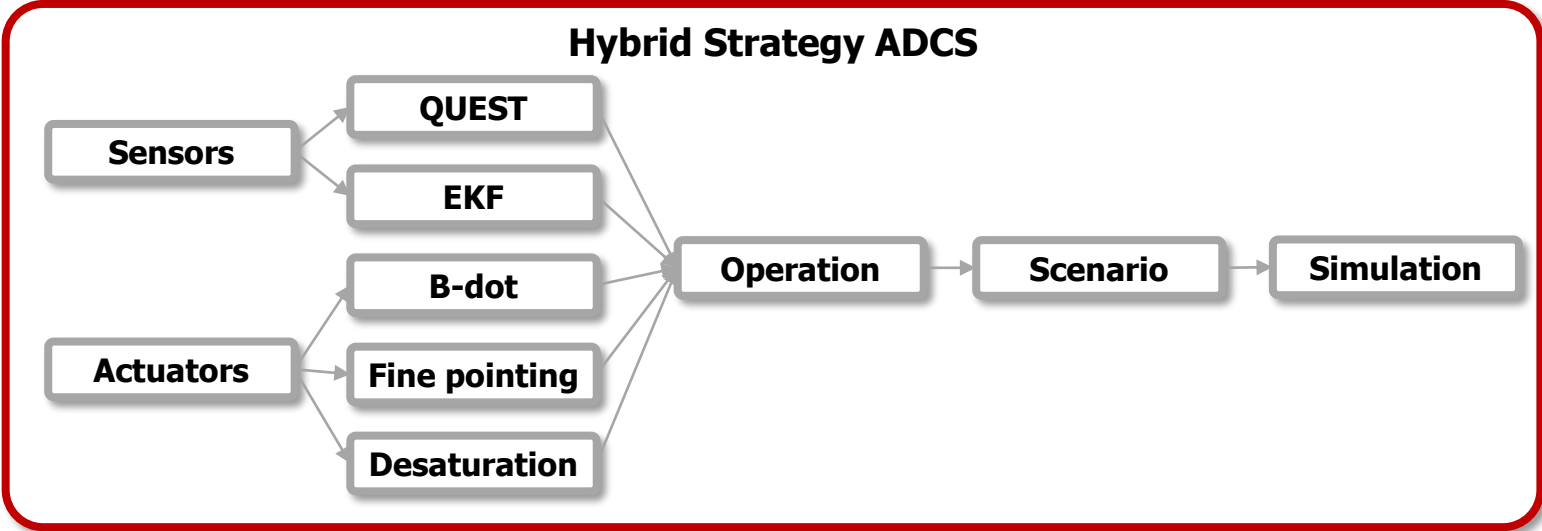 Hybrid Strategy ADCS
Sensors
QUEST
EKF
Actuators
B-dot
Fine pointing
Desaturation
Operation
Scenario
Simulation